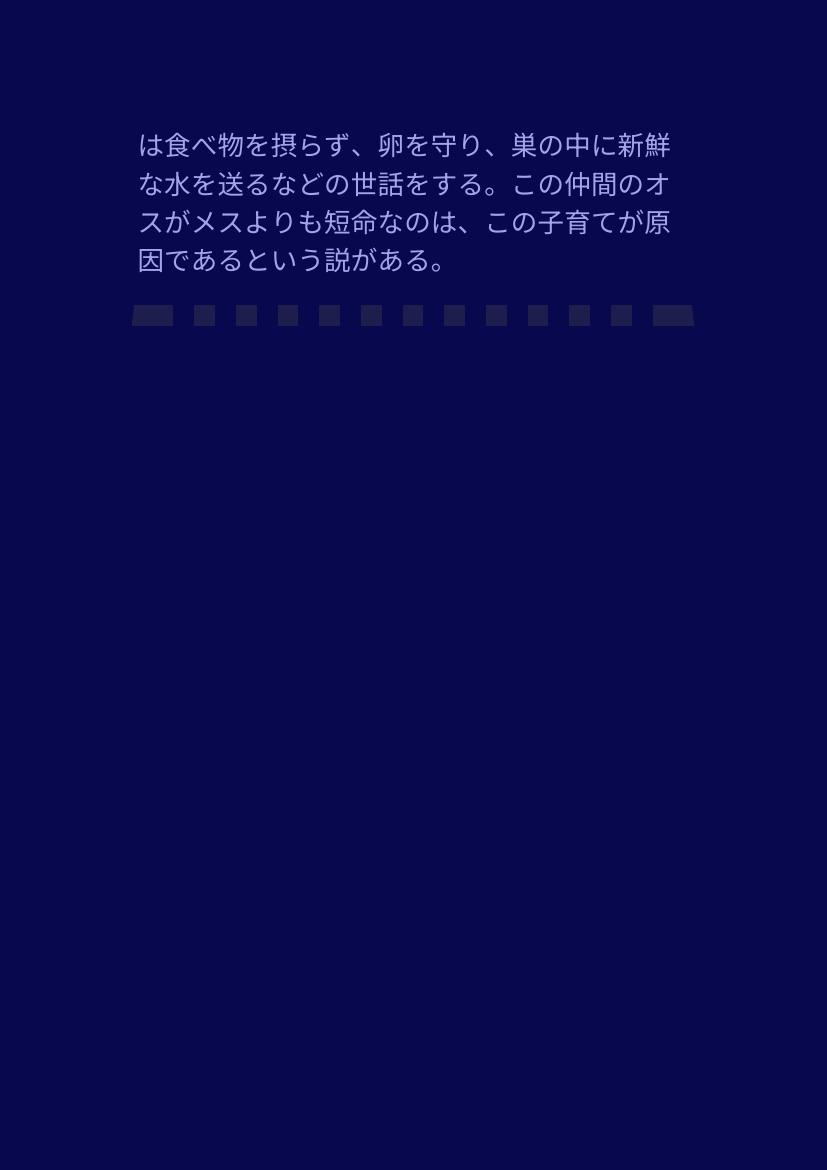 は食べ物を摂らず、卵を守り、巣の中に新鮮
な水を送るなどの世話をする。この仲間のオ
スがメスよりも短命なのは、この子育てが原
因であるという説がある。